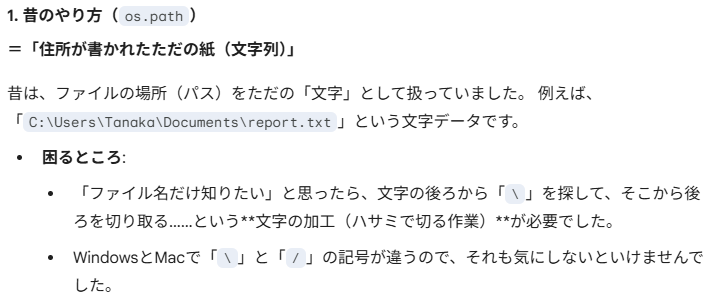 1. 昔のやり方（os.path）
＝「住所が書かれたただの紙（文字列）」
昔は、ファイルの場所（パス）をただの「文字」として扱っていました。 例えば、
「C:\Users\Tanaka\Documents\report.txt」という文字データです。
• 困るところ:
• 「ファイル名だけ知りたい」と思ったら、文字の後ろから「\」を探して、そこから後
ろを切り取る……という**文字の加工（ハサミで切る作業）**が必要でした。
• WindowsとMacで「\」と「/」の記号が違うので、それも気にしないといけませんで
した。